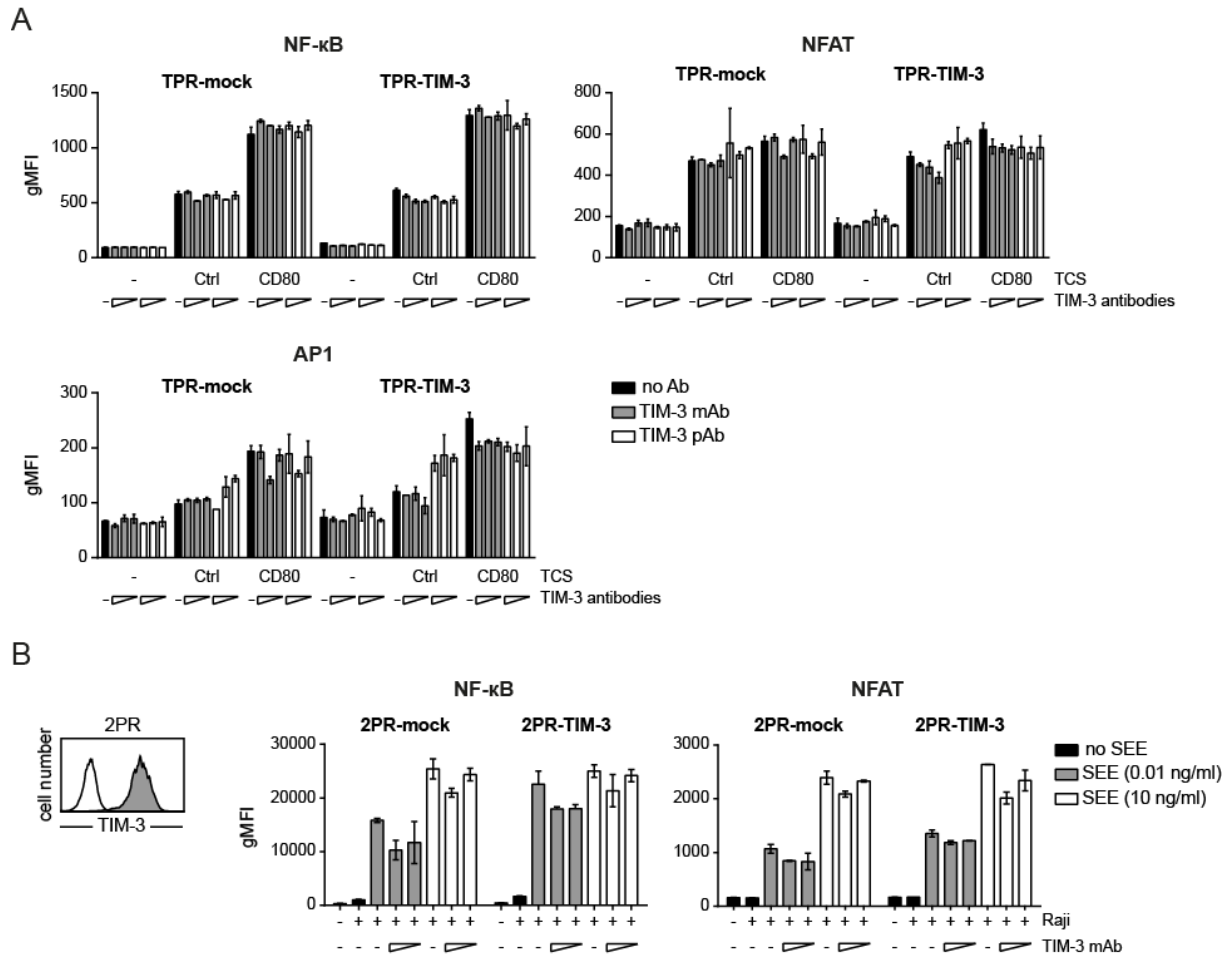 A
NF-κB
TPR-mock
TPR-TIM-3
1500
1000
500
0
gMFI
- Ctrl CD80 - Ctrl CD80
- - - - - -
NFAT
TPR-mock
TPR-TIM-3
800
600
400
200
0
gMFI
- Ctrl CD80 - Ctrl CD80 TCS
- - - - - - TIM-3 antibodies
AP1
TPR-mock
TPR-TIM-3
300
200
100
0
gMFI
- Ctrl CD80 - Ctrl CD80 TCS
- - - - - - TIM-3 antibodies
no Ab
TIM-3 mAb
TIM-3 pAb
B
2PR
cell number
TIM-3
NF-κB
2PR-mock
2PR-TIM-3
30000
20000
10000
0
gMFI
- + + + + + + + - + + + + + + +
- - - - - - - -
NFAT
2PR-mock
2PR-TIM-3
3000
2000
1000
0
- + + + + + + + - + + + + + + + Raji
- - - - - - - - TIM-3 mAb
no SEE
SEE (0.01 ng/ml)
SEE (10 ng/ml)